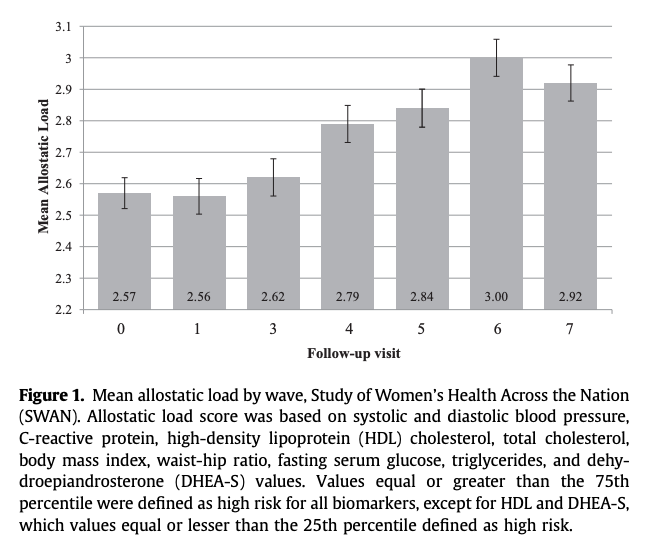 3.1
3
2.9
2.8
2.7
2.6
2.5
2.4
2.3
2.2
Mean Allostatic Load
2.57 2.56 2.62 2.79 2.84 3.00 2.92
0 1 3 4 5 6 7
Follow-up visit
Figure 1. Mean allostatic load by wave, Study of Women's Health Across the Nation
(SWAN). Allostatic load score was based on systolic and diastolic blood pressure,
C-reactive protein, high-density lipoprotein (HDL) cholesterol, total cholesterol,
body mass index, waist-hip ratio, fasting serum glucose, triglycerides, and dehy-
droepiandrosterone (DHEA-S) values. Values equal or greater than the 75th
percentile were defined as high risk for all biomarkers, except for HDL and DHEA-S,
which values equal or lesser than the 25th percentile defined as high risk.